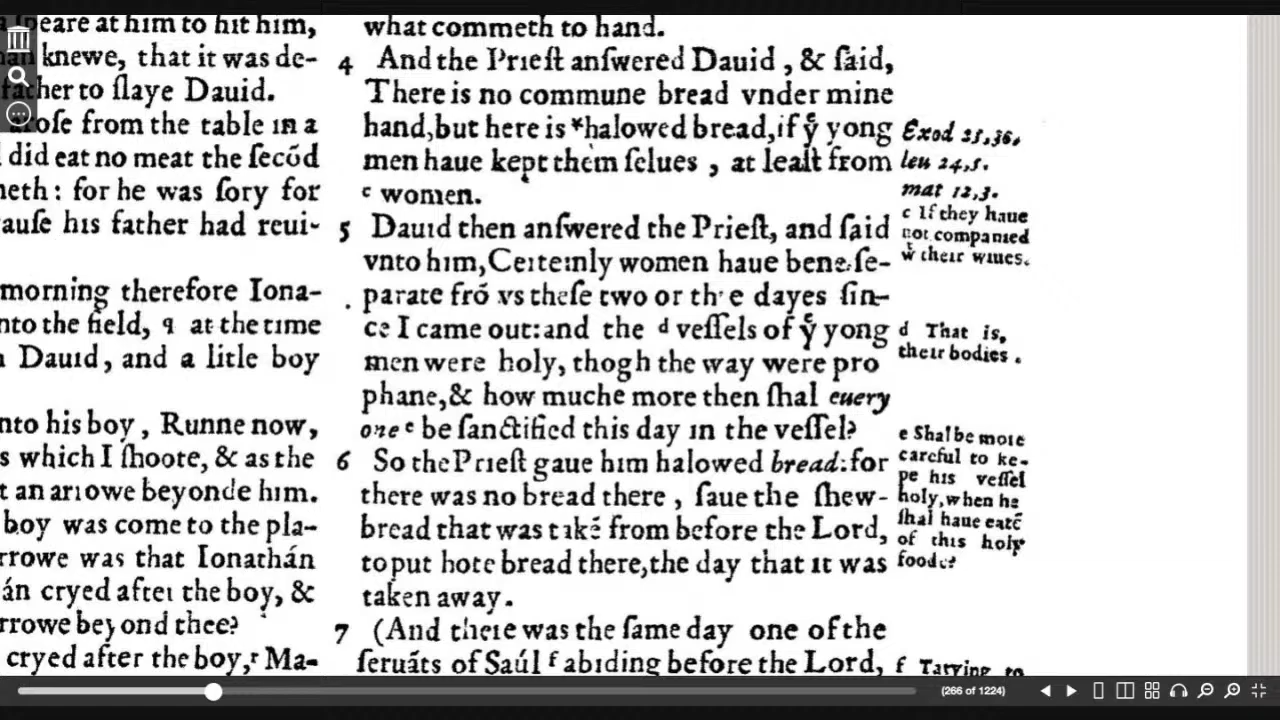 speare at him to hit him,
knewe, that it was de-
father to slaye Dauid.
arose from the table in a
did eat no meat the secōd
neth: for he was sory for
ause his father had reui-
morning therefore Iona-
nto the field, q at the time
Dauid, and a litle boy
nto his boy, Runne now,
s which I shoote, & as the
t an arrowe beyonde him.
boy was come to the pla-
rrowe was that Ionathán
án cryed after the boy, &
rrowe beyond thee?
cryed after the boy, r Ma-
what commeth to hand.
4 And the Priest answered Dauid, & said,
There is no commune bread vnder mine
hand, but here is *halowed bread, if yͤ yong
men haue kept them selues, at least from
c women.
5 Dauid then answered the Priest, and said
vnto him, Certeinly women haue bene se-
parate frō vs these two or thre dayes sin-
ce I came out: and the d vessels of yͤ yong
men were holy, thogh the way were pro
phane, & how muche more then shal euery
one e be sanctified this day in the vessel?
6 So the Priest gaue him halowed bread: for
there was no bread there, saue the shew-
bread that was takē from before the Lord,
to put hote bread there, the day that it was
taken away.
7 (And there was the same day one of the
seruāts of Saúl f abiding before the Lord,
Exod 25,36.
leu 24,5.
mat 12,3.
c If they haue
not companied
wͭ their wiues.
d That is,
their bodies.
e Shal be more
careful to ke-
pe his vessel
holy, when he
shal haue eatē
of this holy
foode?
f Tarying to
(266 of 1224)